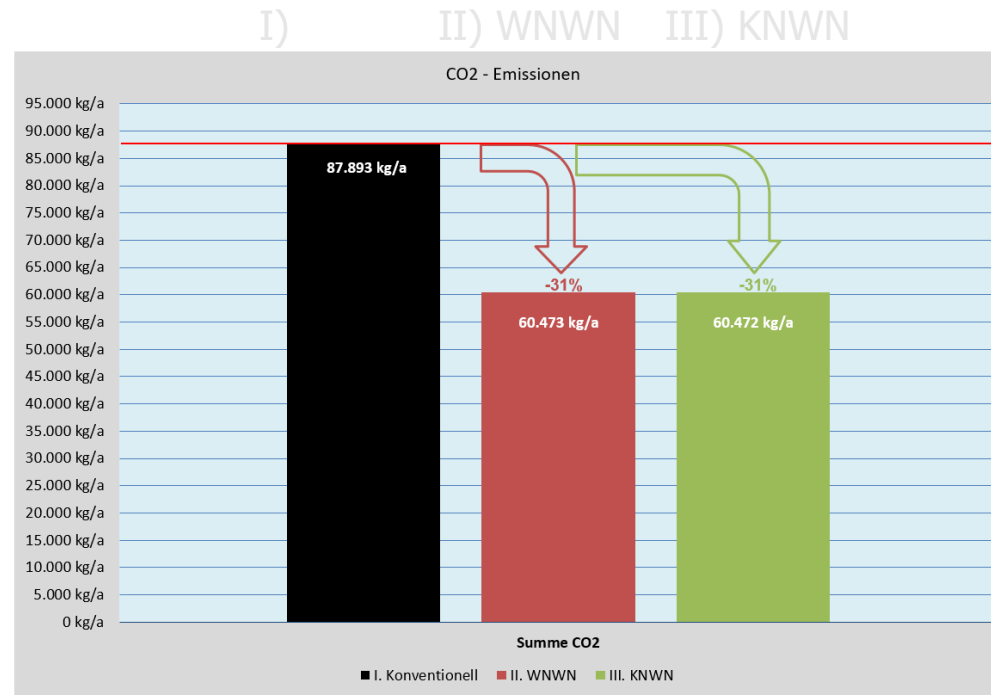 I) II) WNWN III) KNWN
CO2 - Emissionen
95.000 kg/a
90.000 kg/a
85.000 kg/a
80.000 kg/a
75.000 kg/a
70.000 kg/a
65.000 kg/a
60.000 kg/a
55.000 kg/a
50.000 kg/a
45.000 kg/a
40.000 kg/a
35.000 kg/a
30.000 kg/a
25.000 kg/a
20.000 kg/a
15.000 kg/a
10.000 kg/a
5.000 kg/a
0 kg/a
87.893 kg/a
-31%
-31%
60.473 kg/a
60.472 kg/a
Summe CO2
I. Konventionell II. WNWN III. KNWN